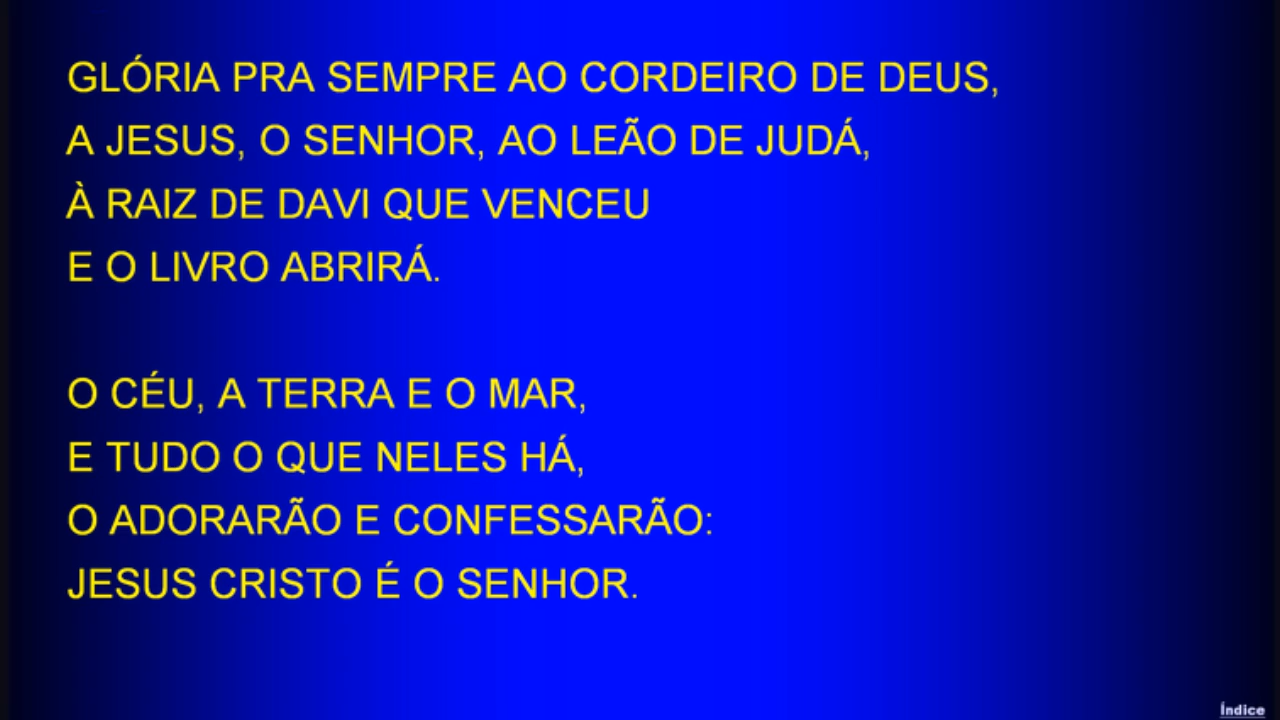 GLÓRIA PRA SEMPRE AO CORDEIRO DE DEUS,
A JESUS, O SENHOR, AO LEÃO DE JUDÁ,
À RAIZ DE DAVI QUE VENCEU
E O LIVRO ABRIRÁ.
O CÉU, A TERRA E O MAR,
E TUDO O QUE NELES HÁ,
O ADORARÃO E CONFESSARÃO:
JESUS CRISTO É O SENHOR.
Índice